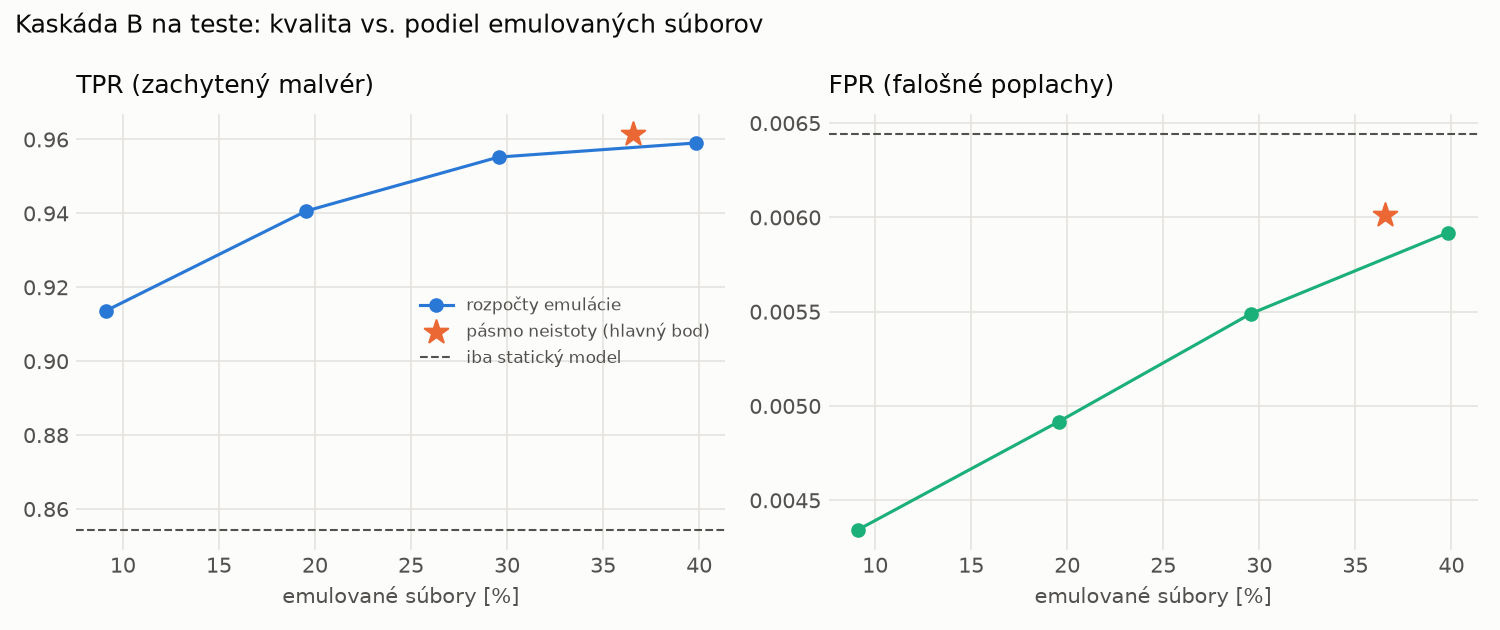 Kaskáda B na teste: kvalita vs. podiel emulovaných súborov
TPR (zachytený malvér)
0.96
0.94
0.92
0.90
0.88
0.86
rozpočty emulácie
pásmo neistoty (hlavný bod)
iba statický model
10 15 20 25 30 35 40
emulované súbory [%]
FPR (falošné poplachy)
0.0065
0.0060
0.0055
0.0050
0.0045
10 15 20 25 30 35 40
emulované súbory [%]